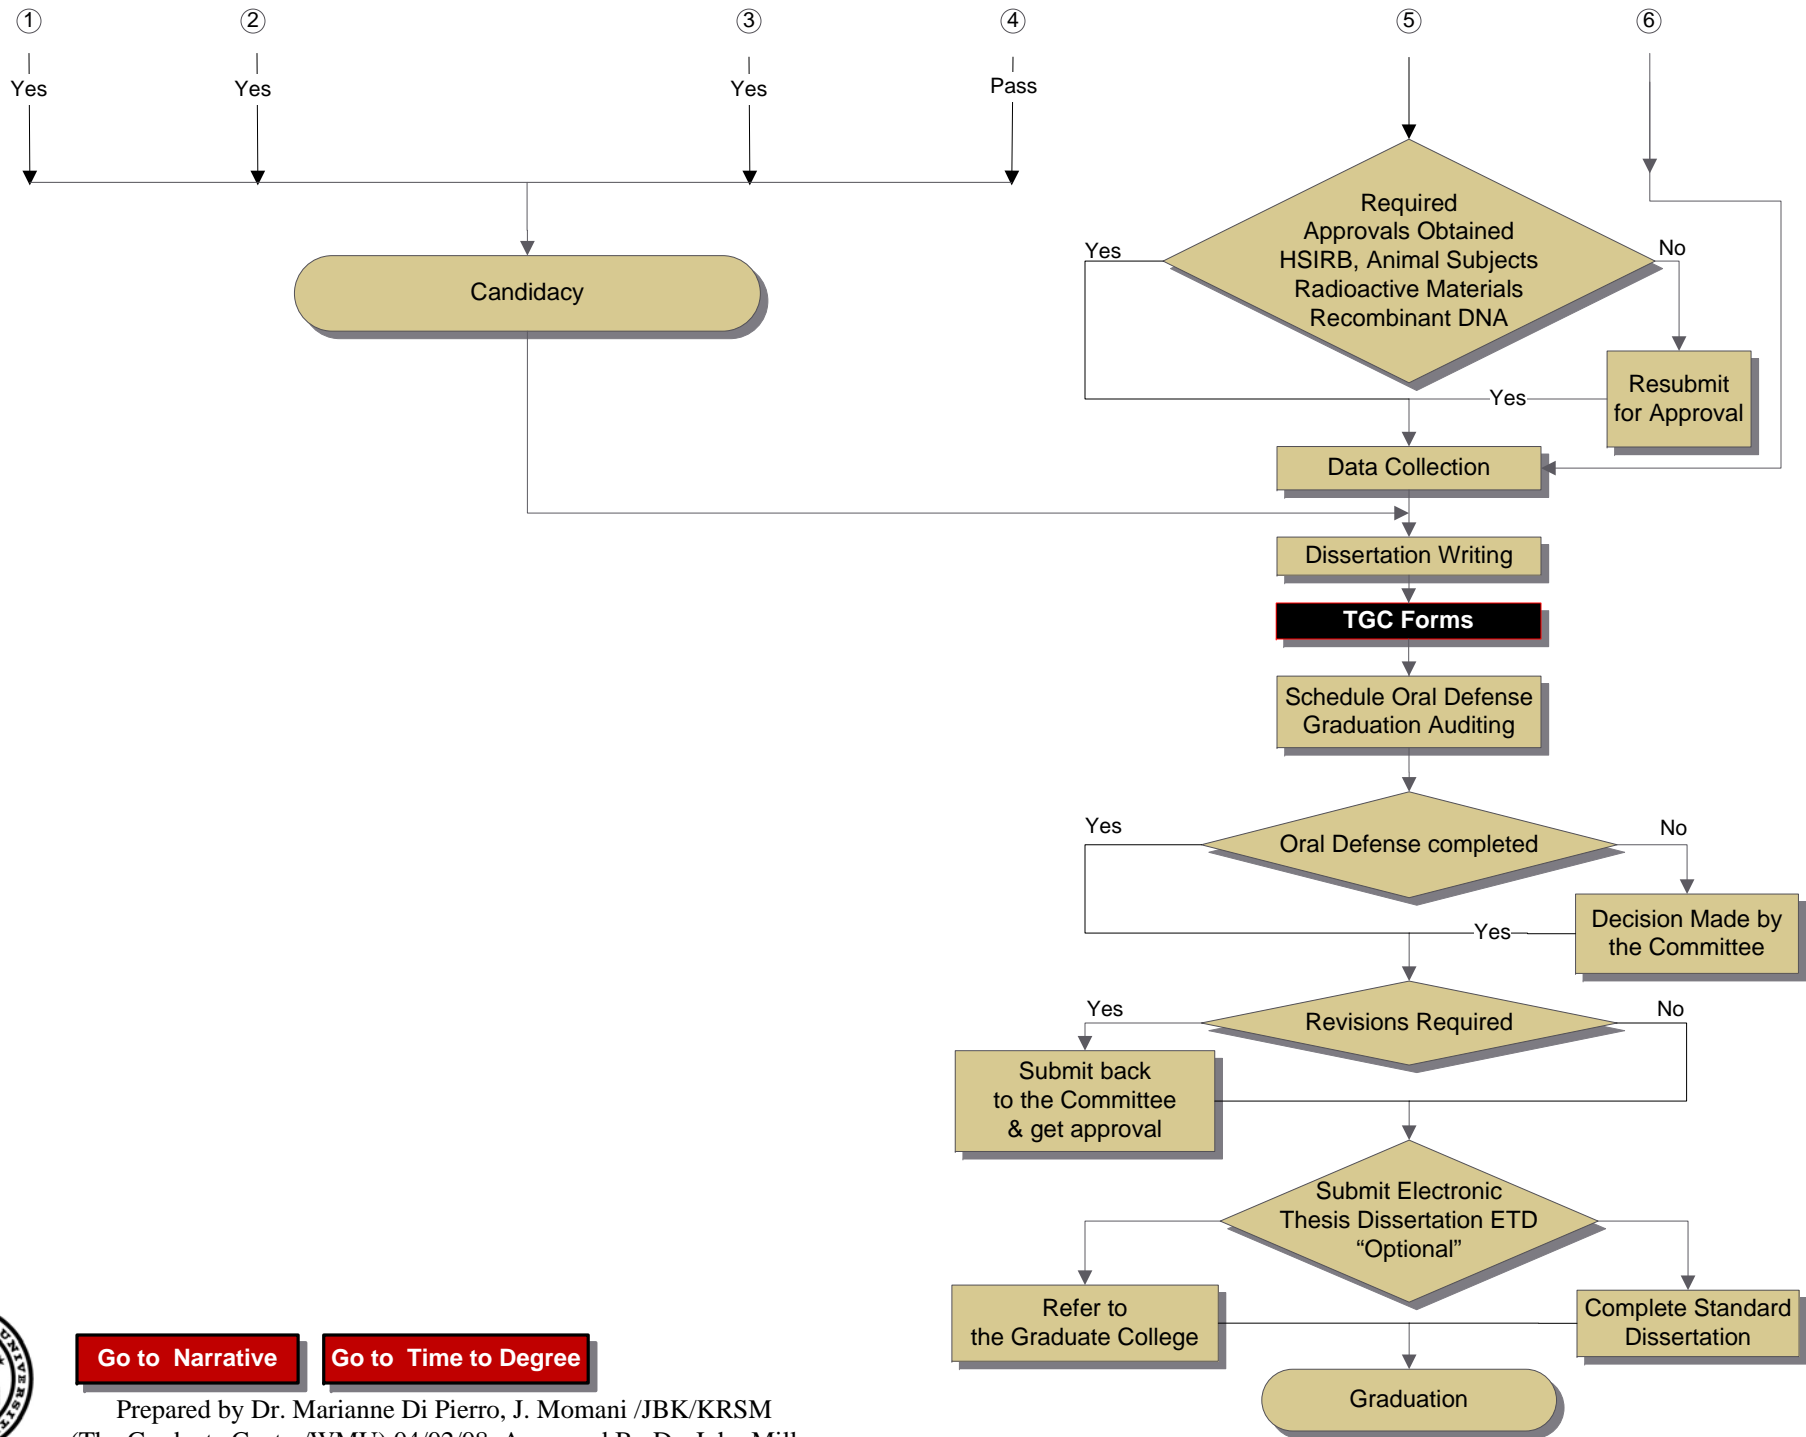 ① ② ③ ④ ⑤ ⑥
Yes Yes Yes Pass
Required
Approvals Obtained
HSIRB, Animal Subjects
Radioactive Materials
Recombinant DNA
Yes
No
Resubmit
for Approval
Yes
Candidacy
Data Collection
Dissertation Writing
TGC Forms
Schedule Oral Defense
Graduation Auditing
Oral Defense completed
Yes
No
Decision Made by
the Committee
Yes
Revisions Required
Yes
No
Submit back
to the Committee
& get approval
Submit Electronic
Thesis Dissertation ETD
“Optional”
Refer to
the Graduate College
Complete Standard
Dissertation
Graduation
UNIVERSIT
Go to Narrative
Go to Time to Degree
Prepared by Dr. Marianne Di Pierro, J. Momani /JBK/KRSM